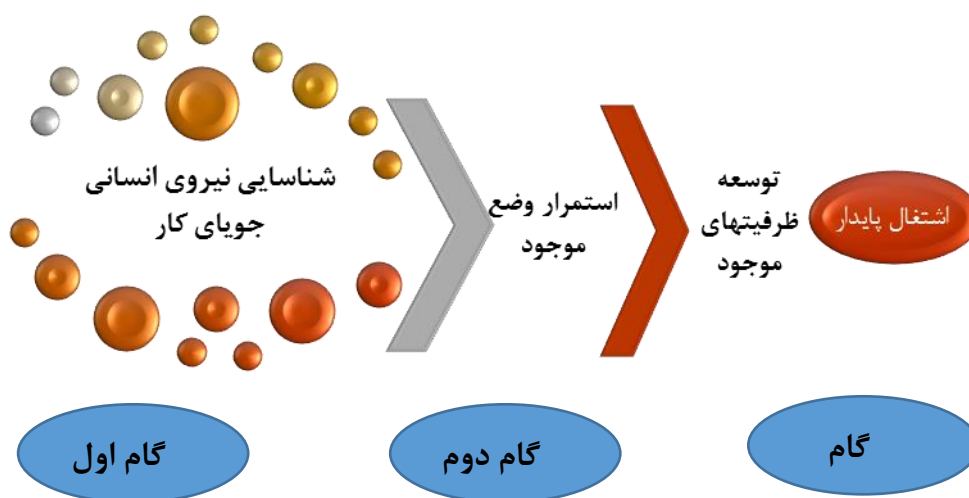 شناسایی نیروی انسانی
جویای کار
استمرار وضع
موجود
توسعه
ظرفیتهای
موجود
اشتغال پایدار
گام اول
گام دوم
گام